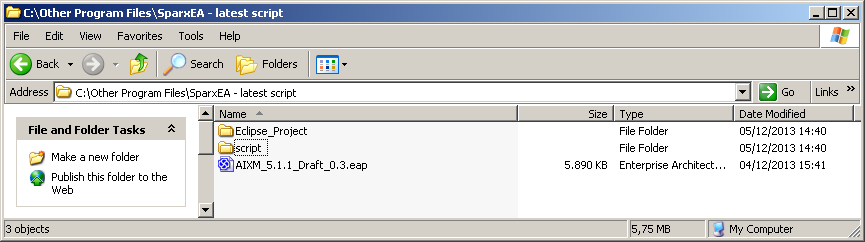 C:\Other Program Files\SparxEA - latest script
File Edit View Favorites Tools Help
Back Search Folders
Address C:\Other Program Files\SparxEA - latest script Go Links »
Name Size Type Date Modified
File and Folder Tasks
Make a new folder
Publish this folder to the Web
Eclipse_Project File Folder 05/12/2013 14:40
script File Folder 05/12/2013 14:40
AIXM_5.1.1_Draft_0.3.eap 5.890 KB Enterprise Architect... 04/12/2013 15:41
3 objects 5,75 MB My Computer